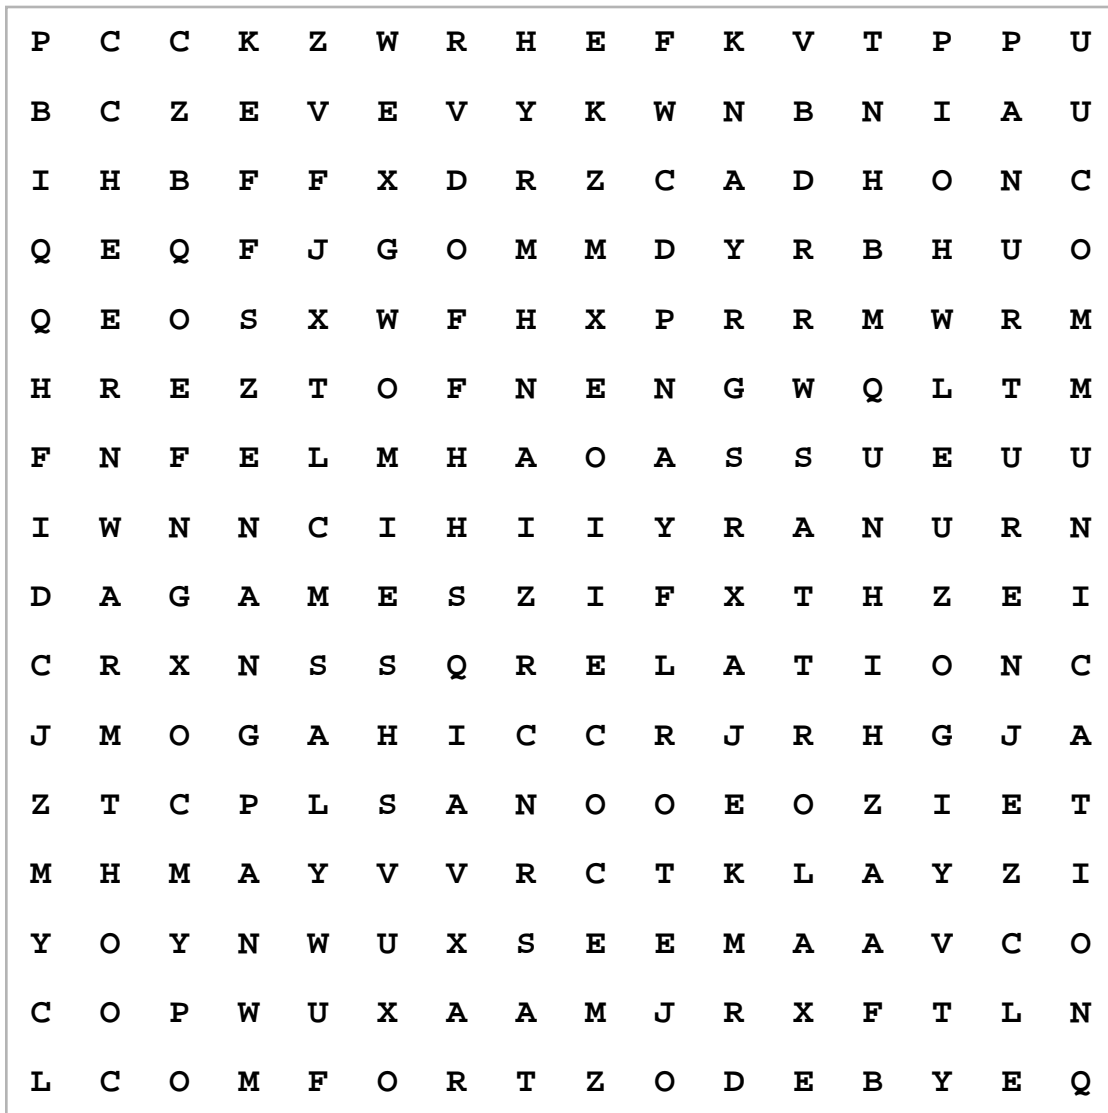 P C C K Z W R H E F K V T P P U
B C Z E V E V Y K W N B N I A U
I H B F F X D R Z C A D H O N C
Q E Q F J G O M M D Y R B H U O
Q E O S X W F H X P R R M W R M
H R E Z T O F N E N G W Q L T M
F N F E L M H A O A S S U E U U
I W N N C I H I I Y R A N U R N
D A G A M E S Z I F X T H Z E I
C R X N S S Q R E L A T I O N C
J M O G A H I C C R J R H G J A
Z T C P L S A N O O E O Z I E T
M H M A Y V V R C T K L A Y Z I
Y O Y N W U X S E E M A A V C O
C O P W U X A A M J R X F T L N
L C O M F O R T Z O D E B Y E Q